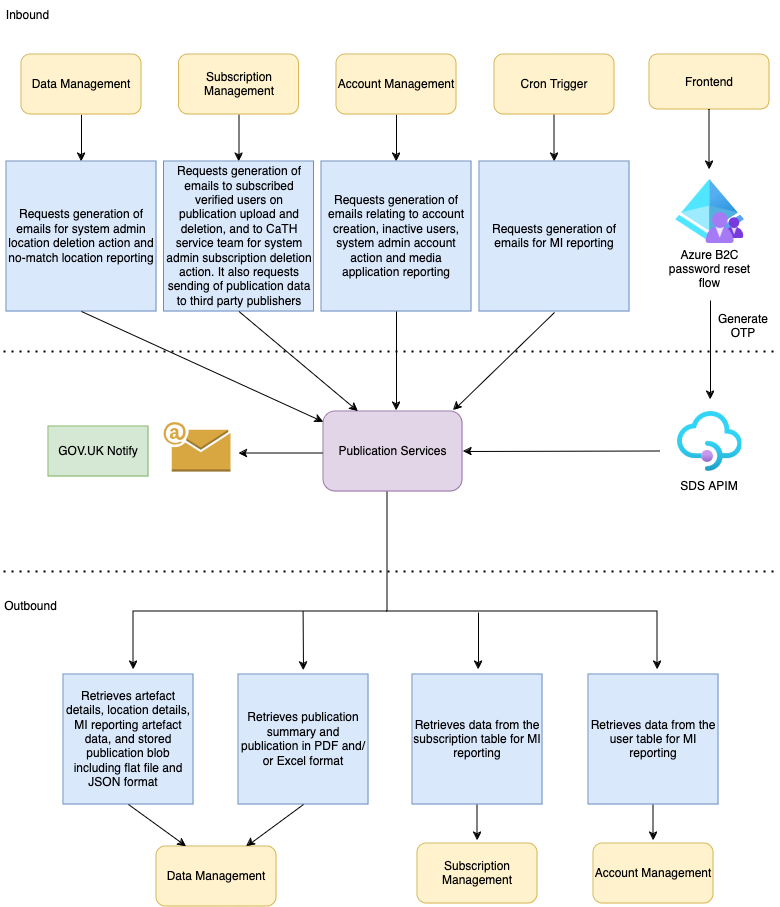 Inbound
Data Management
Subscription
Management
Account Management
Cron Trigger
Frontend
Requests generation of
emails for system admin
location deletion action and
no-match location reporting
Requests generation of
emails to subscribed
verified users on
publication upload and
deletion, and to CaTH
service team for system
admin subscription deletion
action. It also requests
sending of publication data
to third party publishers
Requests generation of
emails relating to account
creation, inactive users,
system admin account
action and media
application reporting
Requests generation of
emails for MI reporting
Azure B2C
password reset
flow
Generate
OTP
GOV.UK Notify
@
Publication Services
SDS APIM
Outbound
Retrieves artefact
details, location details,
MI reporting artefact
data, and stored
publication blob
including flat file and
JSON format
Retrieves publication
summary and
publication in PDF and/
or Excel format
Retrieves data from the
subscription table for MI
reporting
Retrieves data from the
user table for MI
reporting
Data Management
Subscription
Management
Account Management